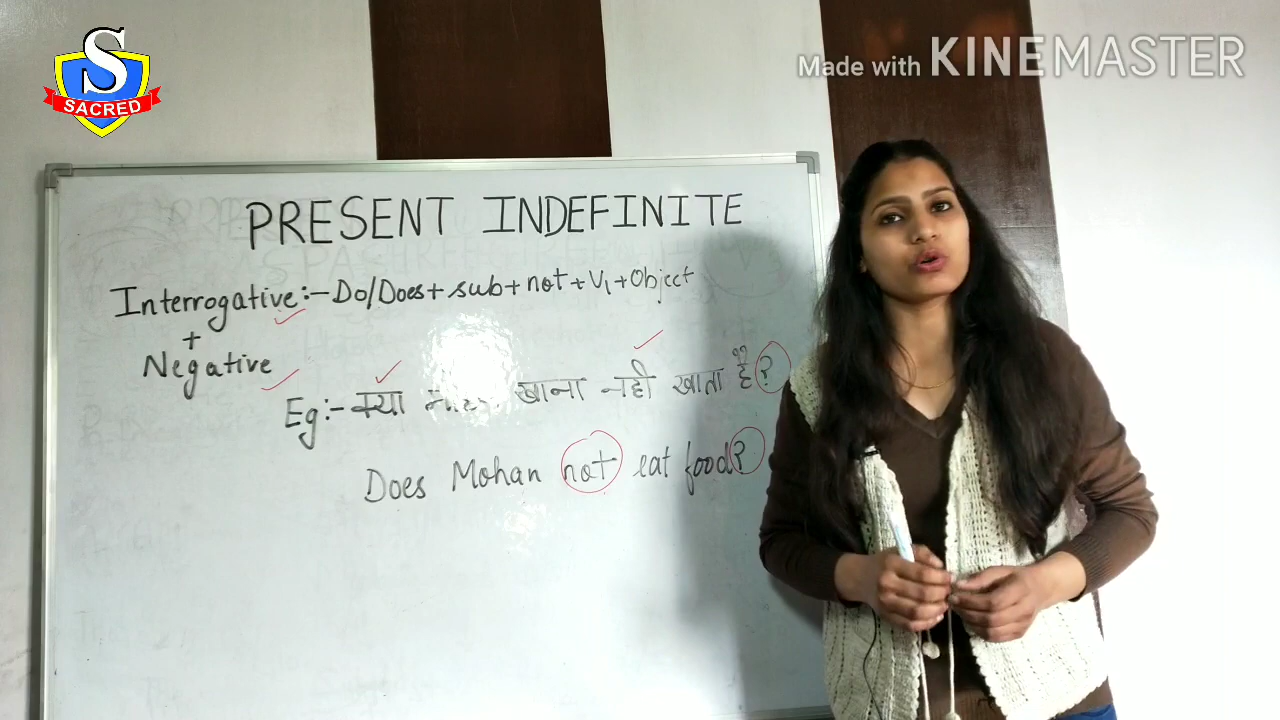 S
SACRED
Made with KINEMASTER
PRESENT INDEFINITE
Interrogative:- Do/Does+sub+not+V1+Object
+
Negative
Eg:- क्या खाना नही खाता है?
Does Mohan not eat food?